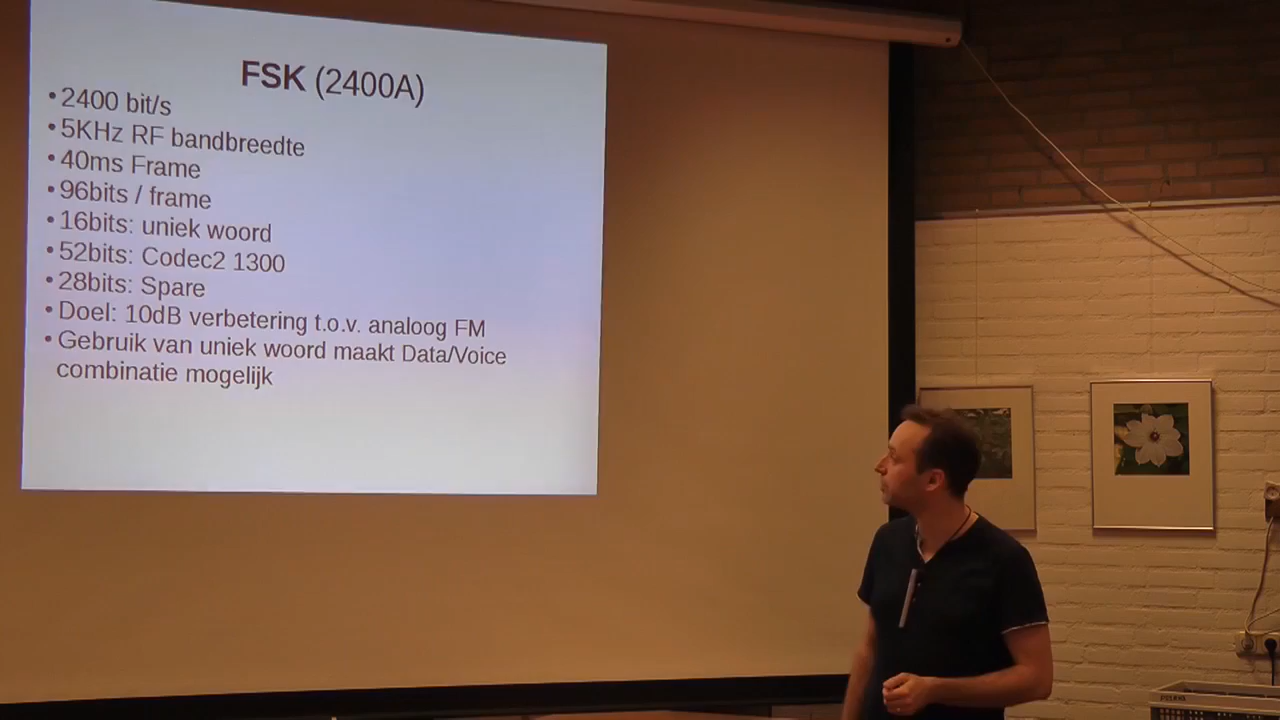 FSK (2400A)
• 2400 bit/s
• 5KHz RF bandbreedte
• 40ms Frame
• 96bits / frame
• 16bits: uniek woord
• 52bits: Codec2 1300
• 28bits: Spare
• Doel: 10dB verbetering t.o.v. analoog FM
• Gebruik van uniek woord maakt Data/Voice
combinatie mogelijk